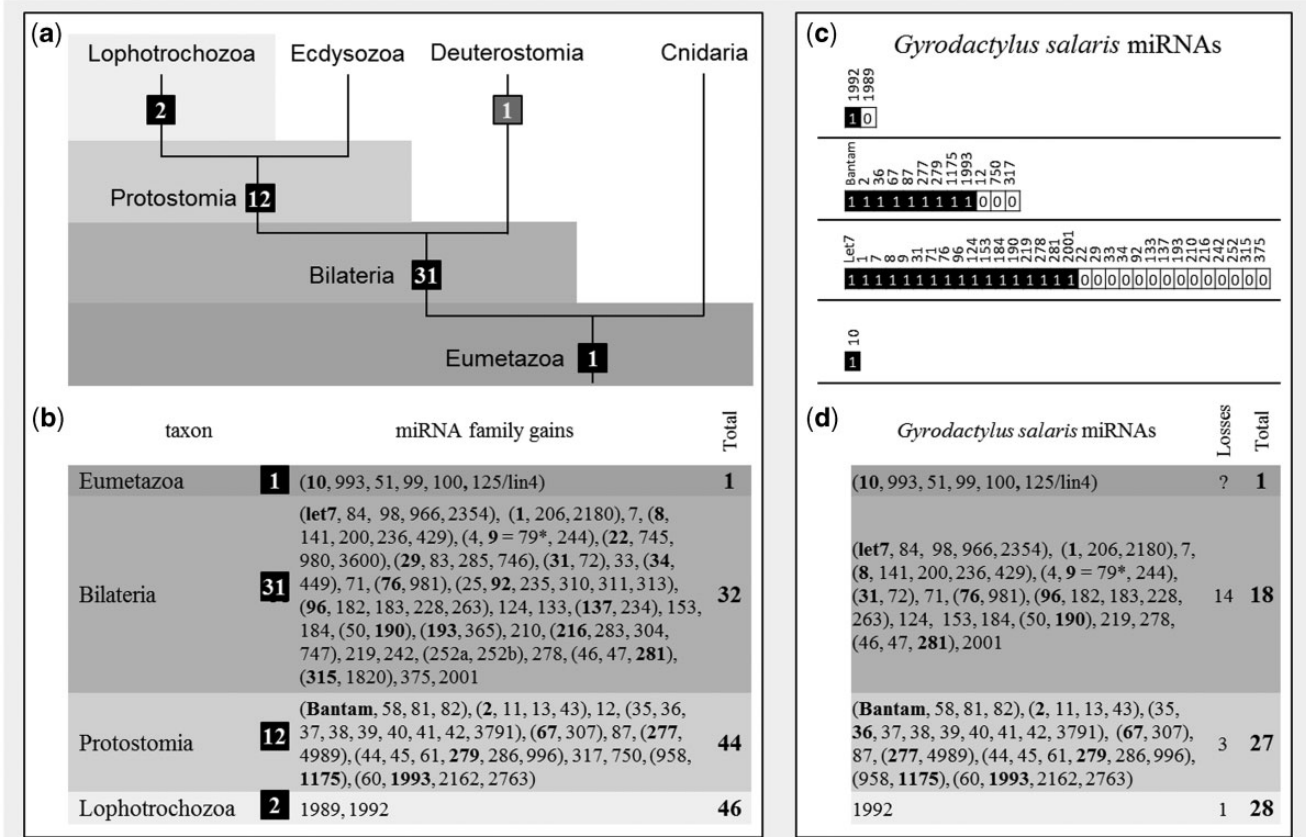 (a)
Lophotrochozoa Ecdysozoa Deuterostomia Cnidaria
2 1
Protostomia 12
Bilateria 31
Eumetazoa 1
(b)
taxon miRNA family gains Total
Eumetazoa 1 (10, 993, 51, 99, 100, 125/lin4) 1
(let7, 84, 98, 966, 2354), (1, 206, 2180), 7, (8,
141, 200, 236, 429), (4, 9 = 79*, 244), (22, 745,
980, 3600), (29, 83, 285, 746), (31, 72), 33, (34,
449), 71, (76, 981), (25, 92, 235, 310, 311, 313),
Bilateria 31 (96, 182, 183, 228, 263), 124, 133, (137, 234), 153, 32
184, (50, 190), (193, 365), 210, (216, 283, 304,
747), 219, 242, (252a, 252b), 278, (46, 47, 281),
(315, 1820), 375, 2001
(Bantam, 58, 81, 82), (2, 11, 13, 43), 12, (35, 36,
Protostomia 12 37, 38, 39, 40, 41, 42, 3791), (67, 307), 87, (277, 44
4989), (44, 45, 61, 279, 286, 996), 317, 750, (958,
1175), (60, 1993, 2162, 2763)
Lophotrochozoa 2 1989, 1992 46
(c)
Gyrodactylus salaris miRNAs
1992 1989
1 0
Bantam 2 36 67 87 277 279 1175 1993 12 750 317
1 1 1 1 1 1 1 1 1 0 0 0
Let7 1 7 8 9 31 71 76 96 124 153 184 190 219 278 281 2001 22 29 33 34 92 133 137 193 210 216 242 252 315 375
1 1 1 1 1 1 1 1 1 1 1 1 1 1 1 1 1 0 0 0 0 0 0 0 0 0 0 0 0 0 0
10
1
(d)
Gyrodactylus salaris miRNAs Losses Total
(10, 993, 51, 99, 100, 125/lin4) ? 1
(let7, 84, 98, 966, 2354), (1, 206, 2180), 7,
(8, 141, 200, 236, 429), (4, 9 = 79*, 244),
(31, 72), 71, (76, 981), (96, 182, 183, 228,
263), 124, 153, 184, (50, 190), 219, 278, 14 18
(46, 47, 281), 2001
(Bantam, 58, 81, 82), (2, 11, 13, 43), (35,
36, 37, 38, 39, 40, 41, 42, 3791), (67, 307),
87, (277, 4989), (44, 45, 61, 279, 286, 996), 3 27
(958, 1175), (60, 1993, 2162, 2763)
1992 1 28